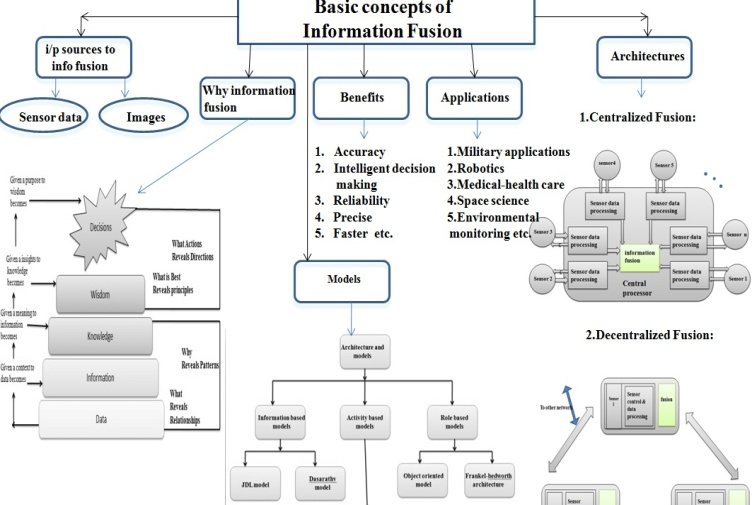 Basic concepts of
Information Fusion
i/p sources to
info fusion
Sensor data
Images
Why information
fusion
Benefits
Applications
Architectures
1. Accuracy
2. Intelligent decision
making
3. Reliability
4. Precise
5. Faster etc.
1.Military applications
2.Robotics
3.Medical-health care
4.Space science
5.Environmental
monitoring etc.
1.Centralized Fusion:
sensor4
Sensor 5
Sensor data
processing
Sensor data
processing
Sensor 3
Sensor data
processing
Sensor data
processing
Sensor n
information
fusion
Sensor 2
Sensor data
processing
Sensor data
processing
Sensor 1
Central
processor
2.Decentralized Fusion:
To other network
Sensor
1
Sensor
control &
data
processing
fusion
Sensor
Sensor
Given a purpose to
wisdom
becomes
Decisions
What Actions
Reveals Directions
Given a insights to
knowledge
becomes
What is Best
Reveals principles
Wisdom
Given a meaning to
information
becomes
Knowledge
Why
Reveals Patterns
Given a context to
data becomes
Information
What
Reveals
Relationships
Data
Models
Architecture and
models
Information based
models
Activity based
models
Role based
models
JDL model
Dasarathy
model
Object oriented
model
Frankel-bedworth
architecture